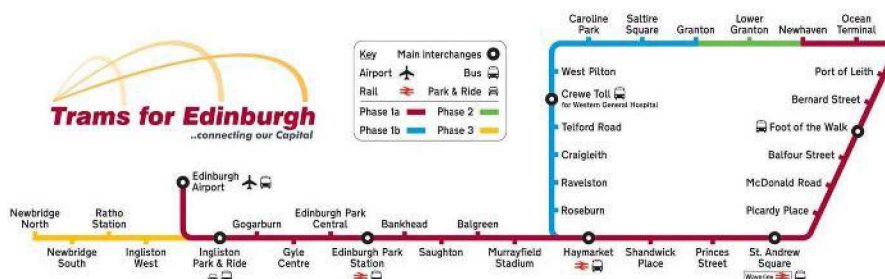 Trams for Edinburgh
..connecting our Capital
Key Main interchanges
Airport Bus
Rail Park & Ride
Phase 1a Phase 2
Phase 1b Phase 3
Caroline
Park
Saltire
Square
Granton
Lower
Granton
Newhaven
Ocean
Terminal
West Pilton
Crewe Toll
for Western General Hospital
Telford Road
Craigleith
Ravelston
Roseburn
Port of Leith
Bernard Street
Foot of the Walk
Balfour Street
McDonald Road
Picardy Place
Edinburgh
Airport
Newbridge
North
Ratho
Station
Gogarburn
Edinburgh Park
Central
Bankhead
Balgreen
Newbridge
South
Ingliston
West
Ingliston
Park & Ride
Gyle
Centre
Edinburgh Park
Station
Saughton
Murrayfield
Stadium
Haymarket
Shandwick
Place
Princes
Street
St. Andrew
Square
Waverley